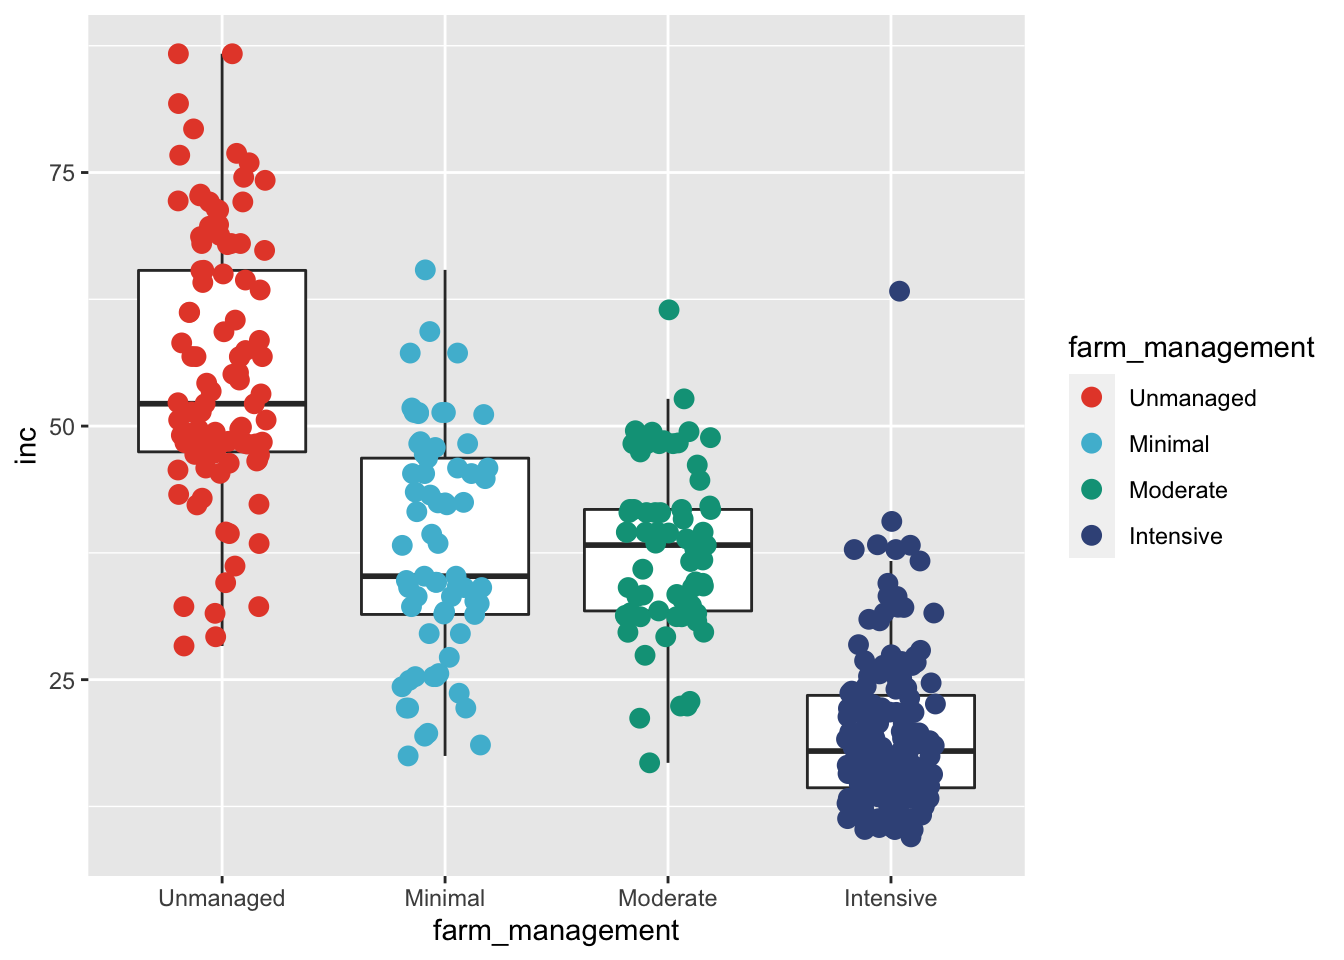 inc
75
50
25
Unmanaged
Minimal
Moderate
Intensive
farm_management
farm_management
Unmanaged
Minimal
Moderate
Intensive